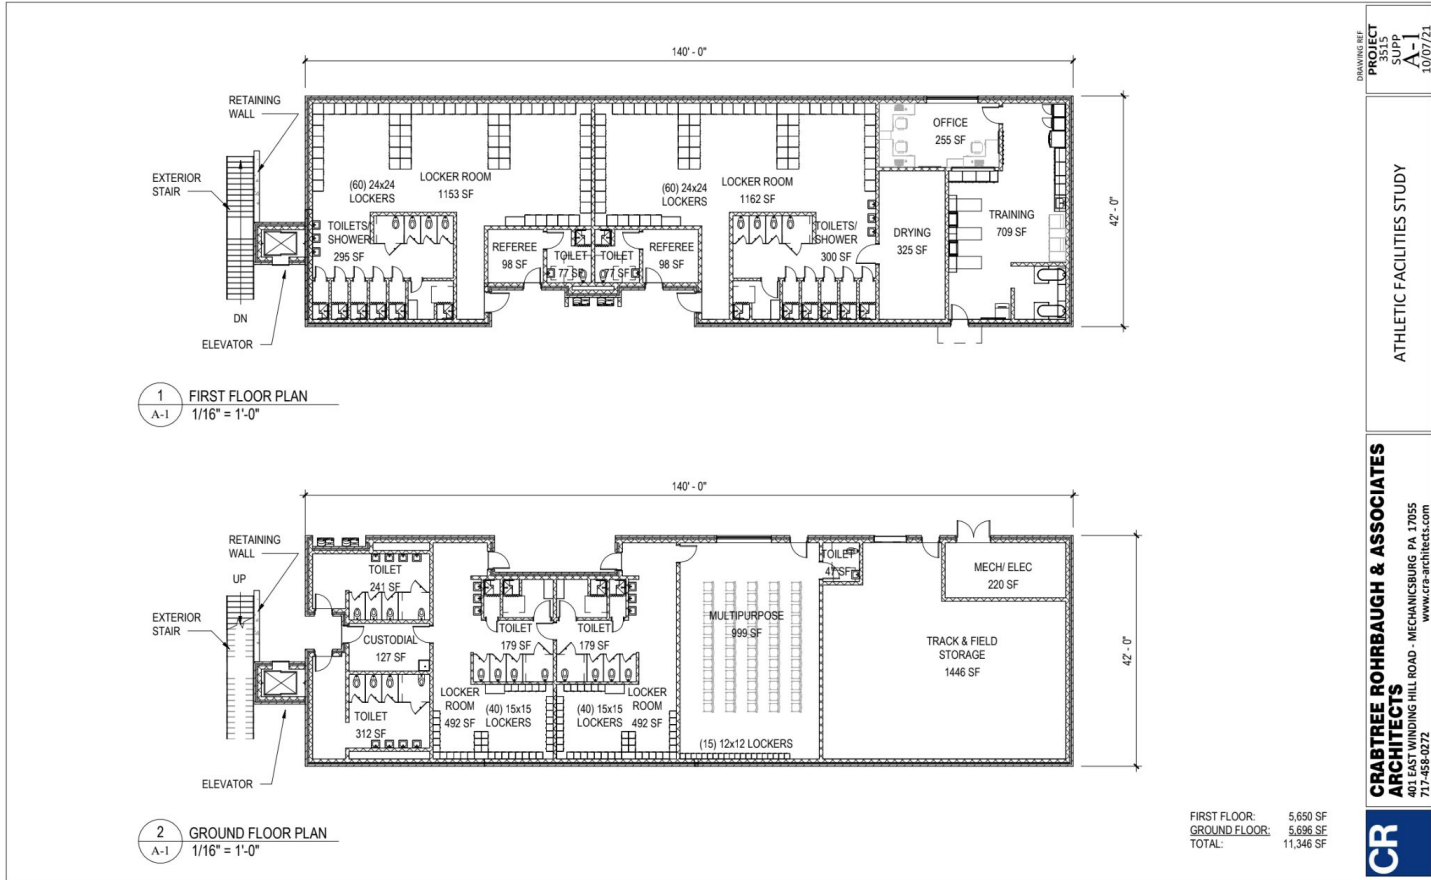 140' - 0"
RETAINING
WALL
EXTERIOR
STAIR
DN
ELEVATOR
(60) 24x24
LOCKERS
LOCKER ROOM
1153 SF
TOILETS/
SHOWER
295 SF
REFEREE
98 SF
TOILET
77 SF
TOILET
77 SF
REFEREE
98 SF
(60) 24x24
LOCKERS
LOCKER ROOM
1162 SF
TOILETS/
SHOWER
300 SF
DRYING
325 SF
OFFICE
255 SF
TRAINING
709 SF
42' - 0"
1
A-1
FIRST FLOOR PLAN
1/16" = 1'-0"
140' - 0"
RETAINING
WALL
UP
EXTERIOR
STAIR
ELEVATOR
TOILET
241 SF
CUSTODIAL
127 SF
TOILET
312 SF
TOILET
179 SF
TOILET
179 SF
LOCKER
ROOM
492 SF
(40) 15x15
LOCKERS
(40) 15x15
LOCKERS
LOCKER
ROOM
492 SF
MULTIPURPOSE
999 SF
(15) 12x12 LOCKERS
TOILET
47 SF
MECH/ ELEC
220 SF
TRACK & FIELD
STORAGE
1446 SF
42' - 0"
2
A-1
GROUND FLOOR PLAN
1/16" = 1'-0"
FIRST FLOOR: 5,650 SF
GROUND FLOOR: 5,696 SF
TOTAL: 11,346 SF
DRAWING REF
PROJECT
3515
SUPP
A-1
10/07/21
ATHLETIC FACILITIES STUDY
CRABTREE ROHRBAUGH & ASSOCIATES
ARCHITECTS
401 EAST WINDING HILL ROAD - MECHANICSBURG PA 17055
717-458-0272 www.cra-architects.com
CR